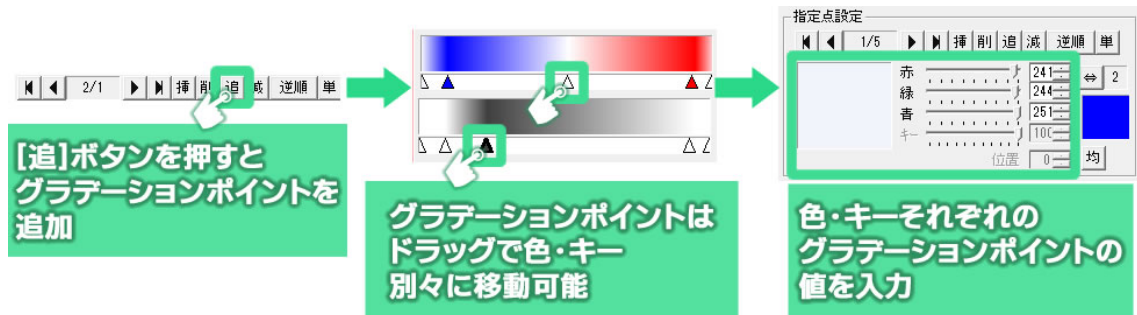 2/1
挿 削 追 減 逆順 単
[追]ボタンを押すと
グラデーションポイントを
追加
グラデーションポイントは
ドラッグで色・キー
別々に移動可能
指定点設定
1/5
挿 削 追 減 逆順 単
赤 241
緑 244
青 251
キー 100
位置 0
⇔ 2
均
色・キーそれぞれの
グラデーションポイントの
値を入力